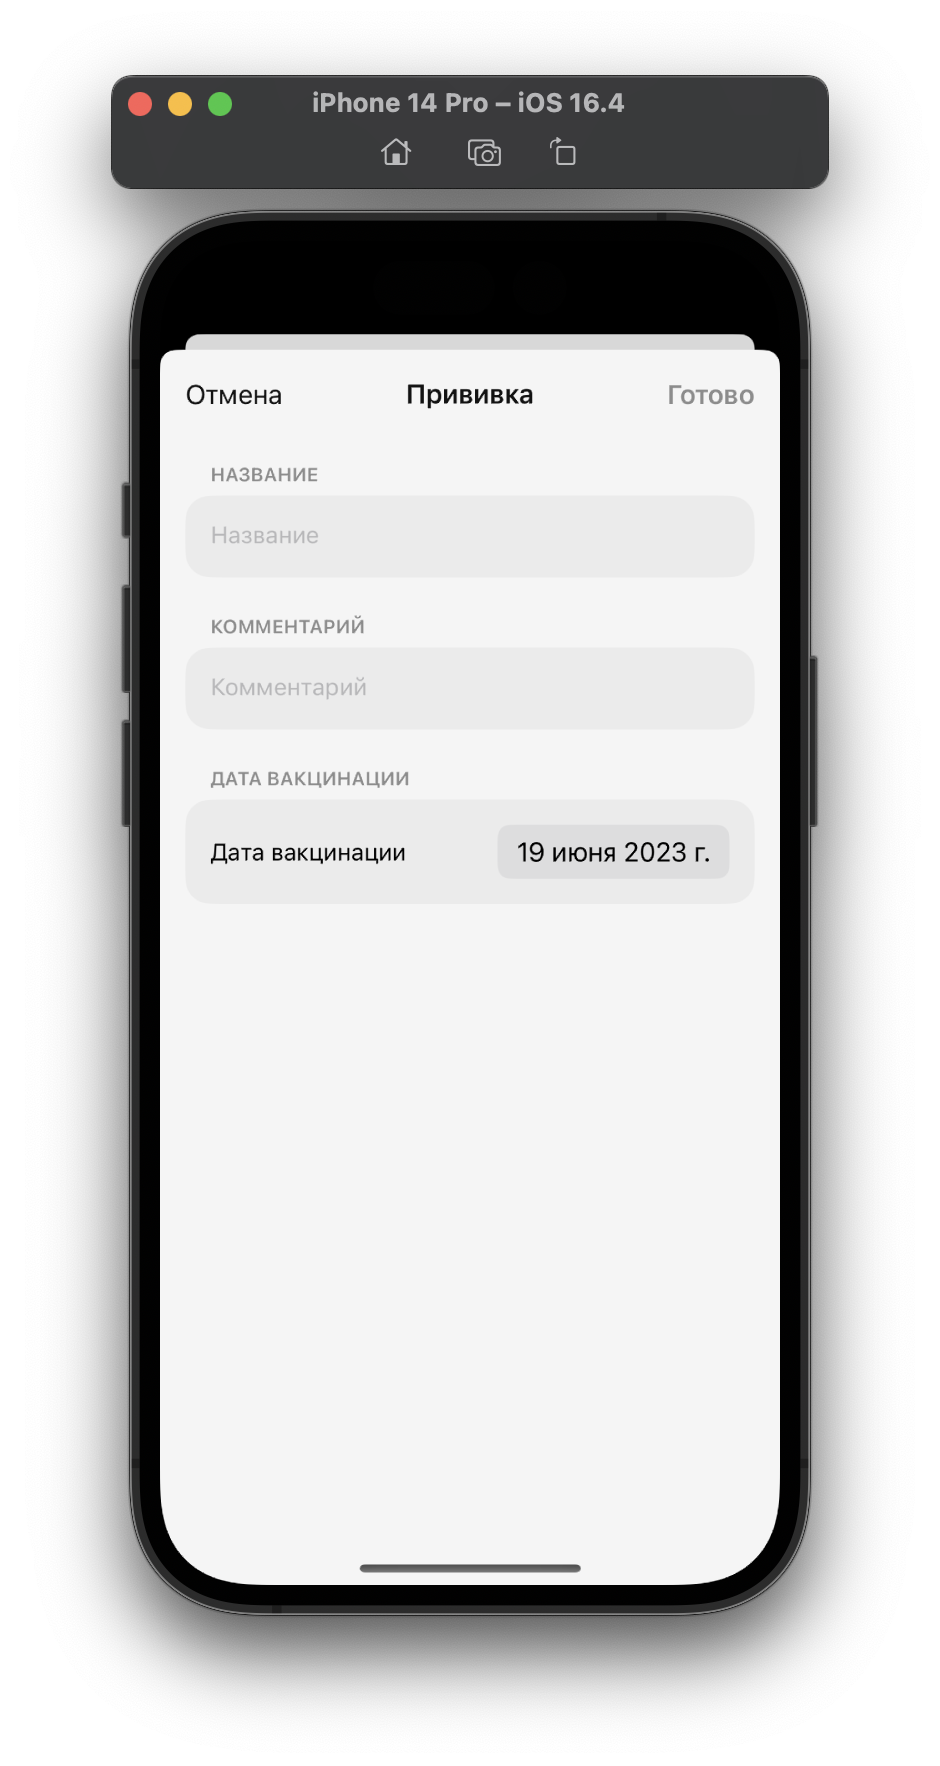 iPhone 14 Pro – iOS 16.4
Отмена Прививка Готово
НАЗВАНИЕ
Название
КОММЕНТАРИЙ
Комментарий
ДАТА ВАКЦИНАЦИИ
Дата вакцинации 19 июня 2023 г.